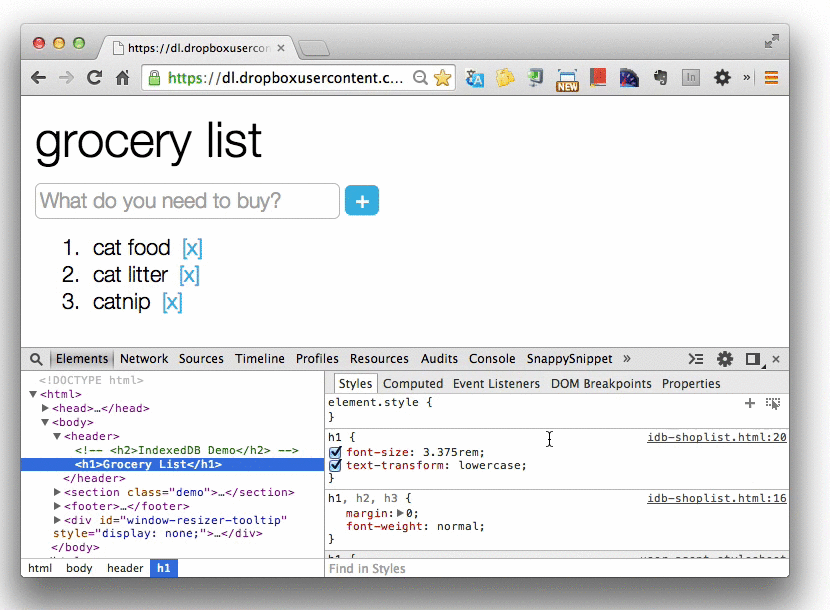 https://dl.dropboxusercor
https://dl.dropboxusercontent.c...
NEW
In
»
grocery list
What do you need to buy?
+
1. cat food [x]
2. cat litter [x]
3. catnip [x]
Elements Network Sources Timeline Profiles Resources Audits Console SnappySnippet »
<!DOCTYPE html>
▼<html>
▶<head>…</head>
▼<body>
▼<header>
<!-- <h2>IndexedDB Demo</h2> -->
<h1>Grocery List</h1>
</header>
▶<section class="demo">…</section>
▶<footer>…</footer>
▶<div id="window-resizer-tooltip"
style="display: none;">…</div>
</body>
html body header h1
Styles Computed Event Listeners DOM Breakpoints Properties
element.style {
}
h1 { idb-shoplist.html:20
font-size: 3.375rem;
text-transform: lowercase;
}
h1, h2, h3 { idb-shoplist.html:16
margin:▶0;
font-weight: normal;
}
h1 { user agent stylesheet
Find in Styles